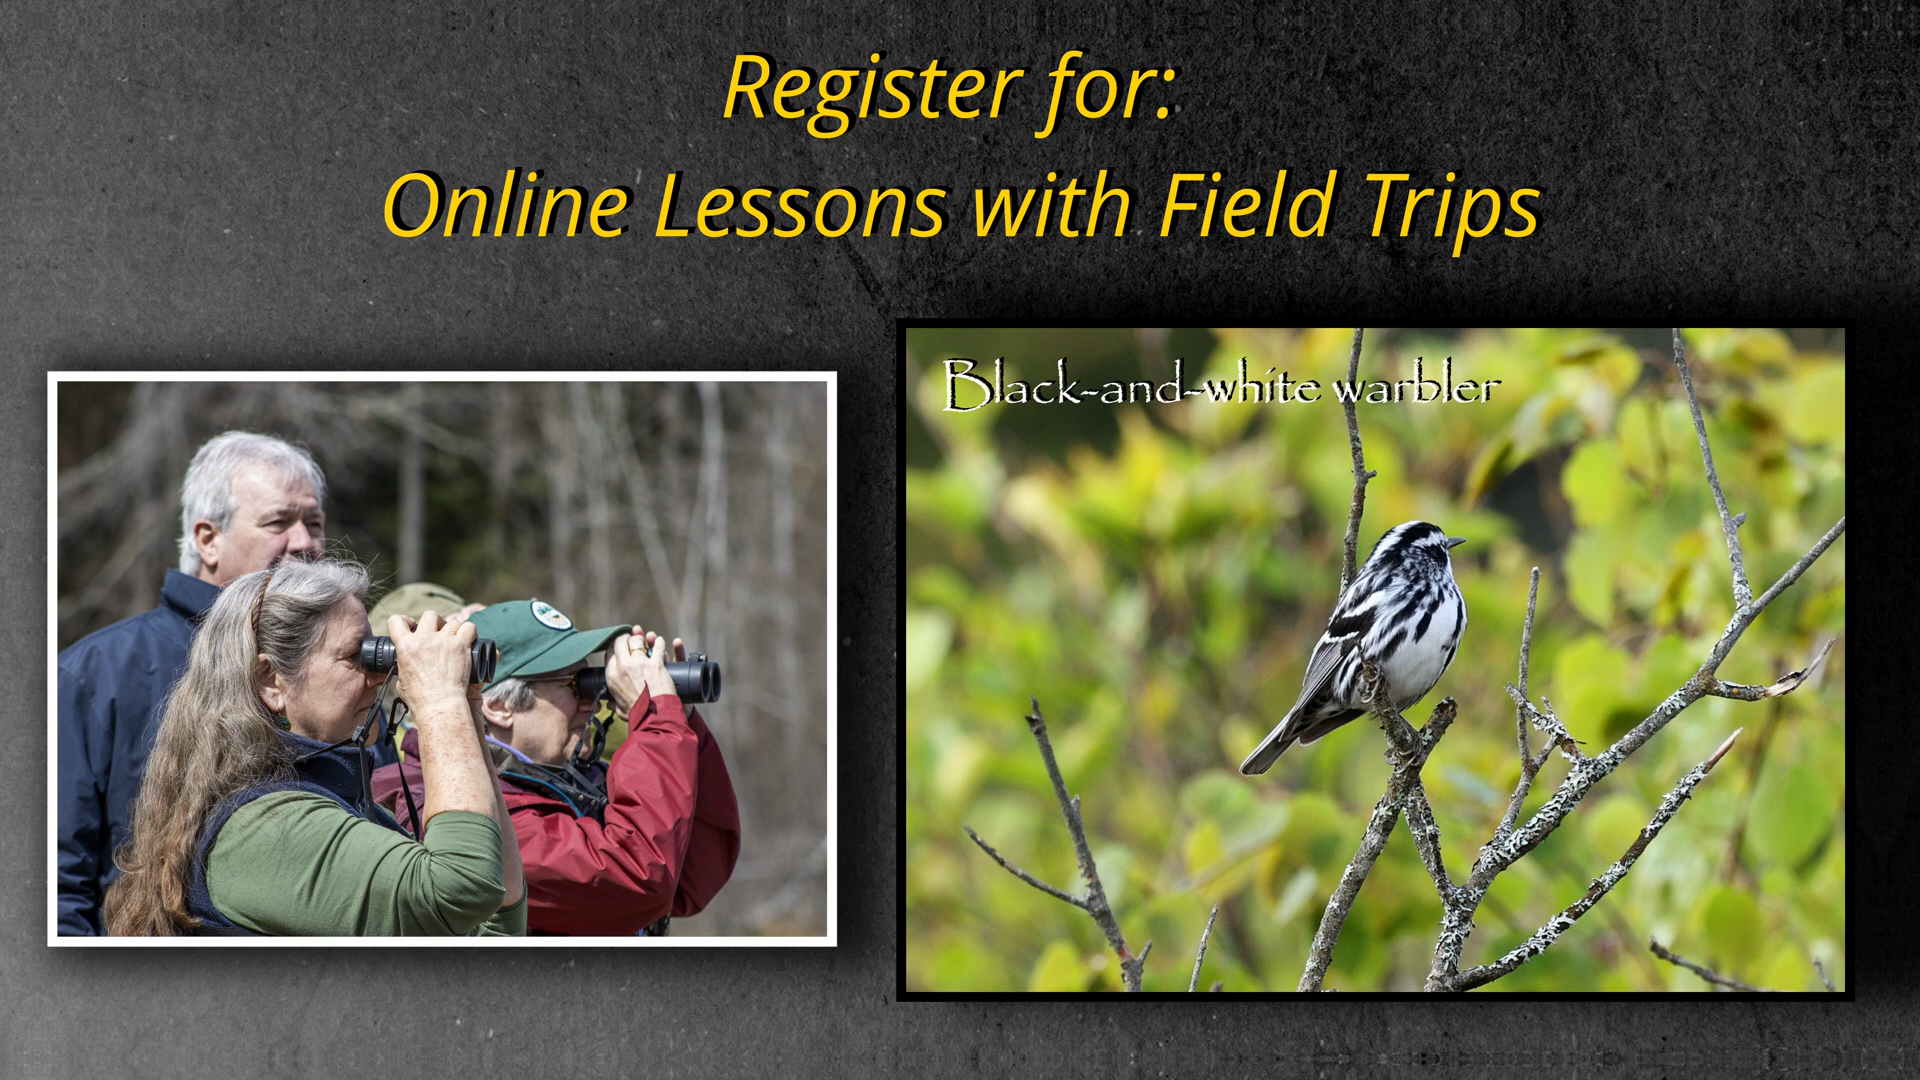 Register for:
Online Lessons with Field Trips
Black-and-white warbler